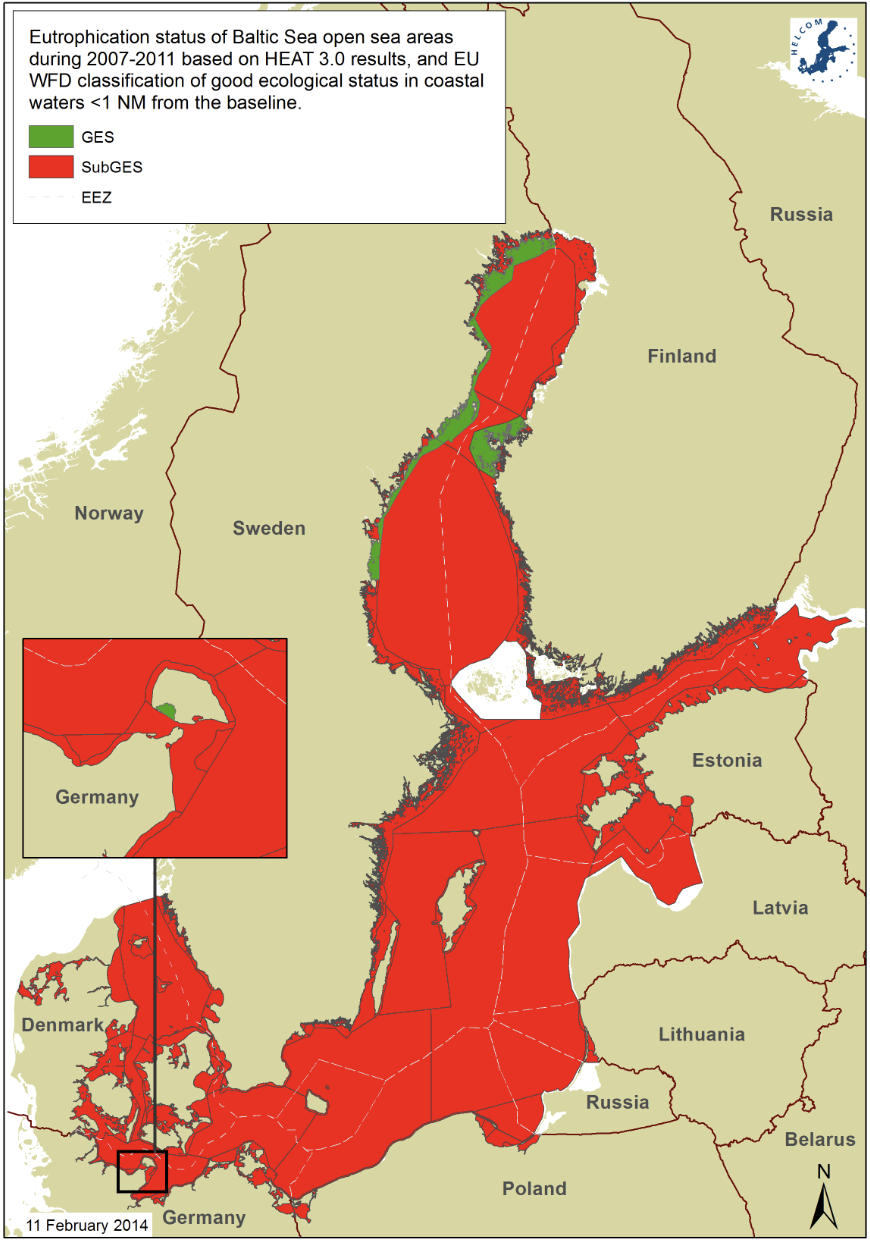 Eutrophication status of Baltic Sea open sea areas
during 2007-2011 based on HEAT 3.0 results, and EU
WFD classification of good ecological status in coastal
waters <1 NM from the baseline.
GES
SubGES
EEZ
HELCOM
Russia
Finland
Norway
Sweden
Estonia
Germany
Latvia
Denmark
Lithuania
Russia
Belarus
Poland
Germany
N
11 February 2014